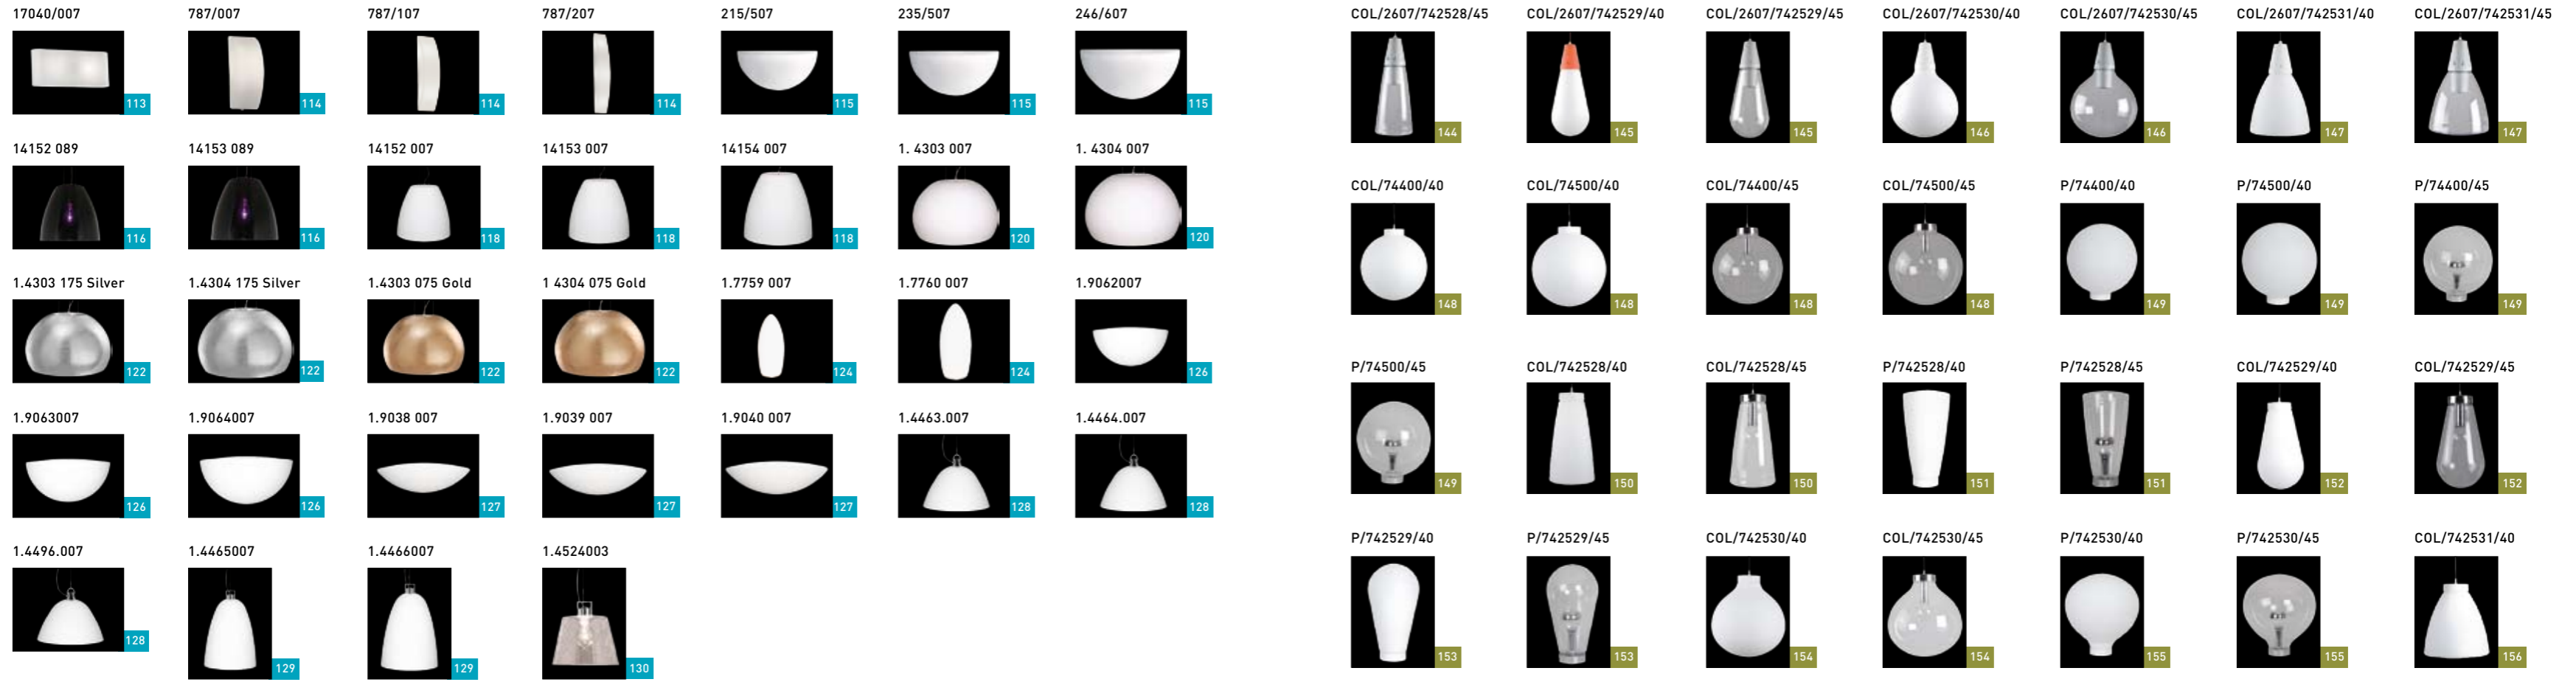 17040/007 787/007 787/107 787/207 215/507 235/507 246/607
113 114 114 114 115 115 115
14152 089 14153 089 14152 007 14153 007 14154 007 1. 4303 007 1. 4304 007
116 116 118 118 118 120 120
1.4303 175 Silver 1.4304 175 Silver 1.4303 075 Gold 1 4304 075 Gold 1.7759 007 1.7760 007 1.9062007
122 122 122 122 124 124 126
1.9063007 1.9064007 1.9038 007 1.9039 007 1.9040 007 1.4463.007 1.4464.007
126 126 127 127 127 128 128
1.4496.007 1.4465007 1.4466007 1.4524003
128 129 129 130
COL/2607/742528/45 COL/2607/742529/40 COL/2607/742529/45 COL/2607/742530/40 COL/2607/742530/45 COL/2607/742531/40 COL/2607/742531/45
144 145 145 146 146 147 147
COL/74400/40 COL/74500/40 COL/74400/45 COL/74500/45 P/74400/40 P/74500/40 P/74400/45
148 148 148 148 149 149 149
P/74500/45 COL/742528/40 COL/742528/45 P/742528/40 P/742528/45 COL/742529/40 COL/742529/45
149 150 150 151 151 152 152
P/742529/40 P/742529/45 COL/742530/40 COL/742530/45 P/742530/40 P/742530/45 COL/742531/40
153 153 154 154 155 155 156